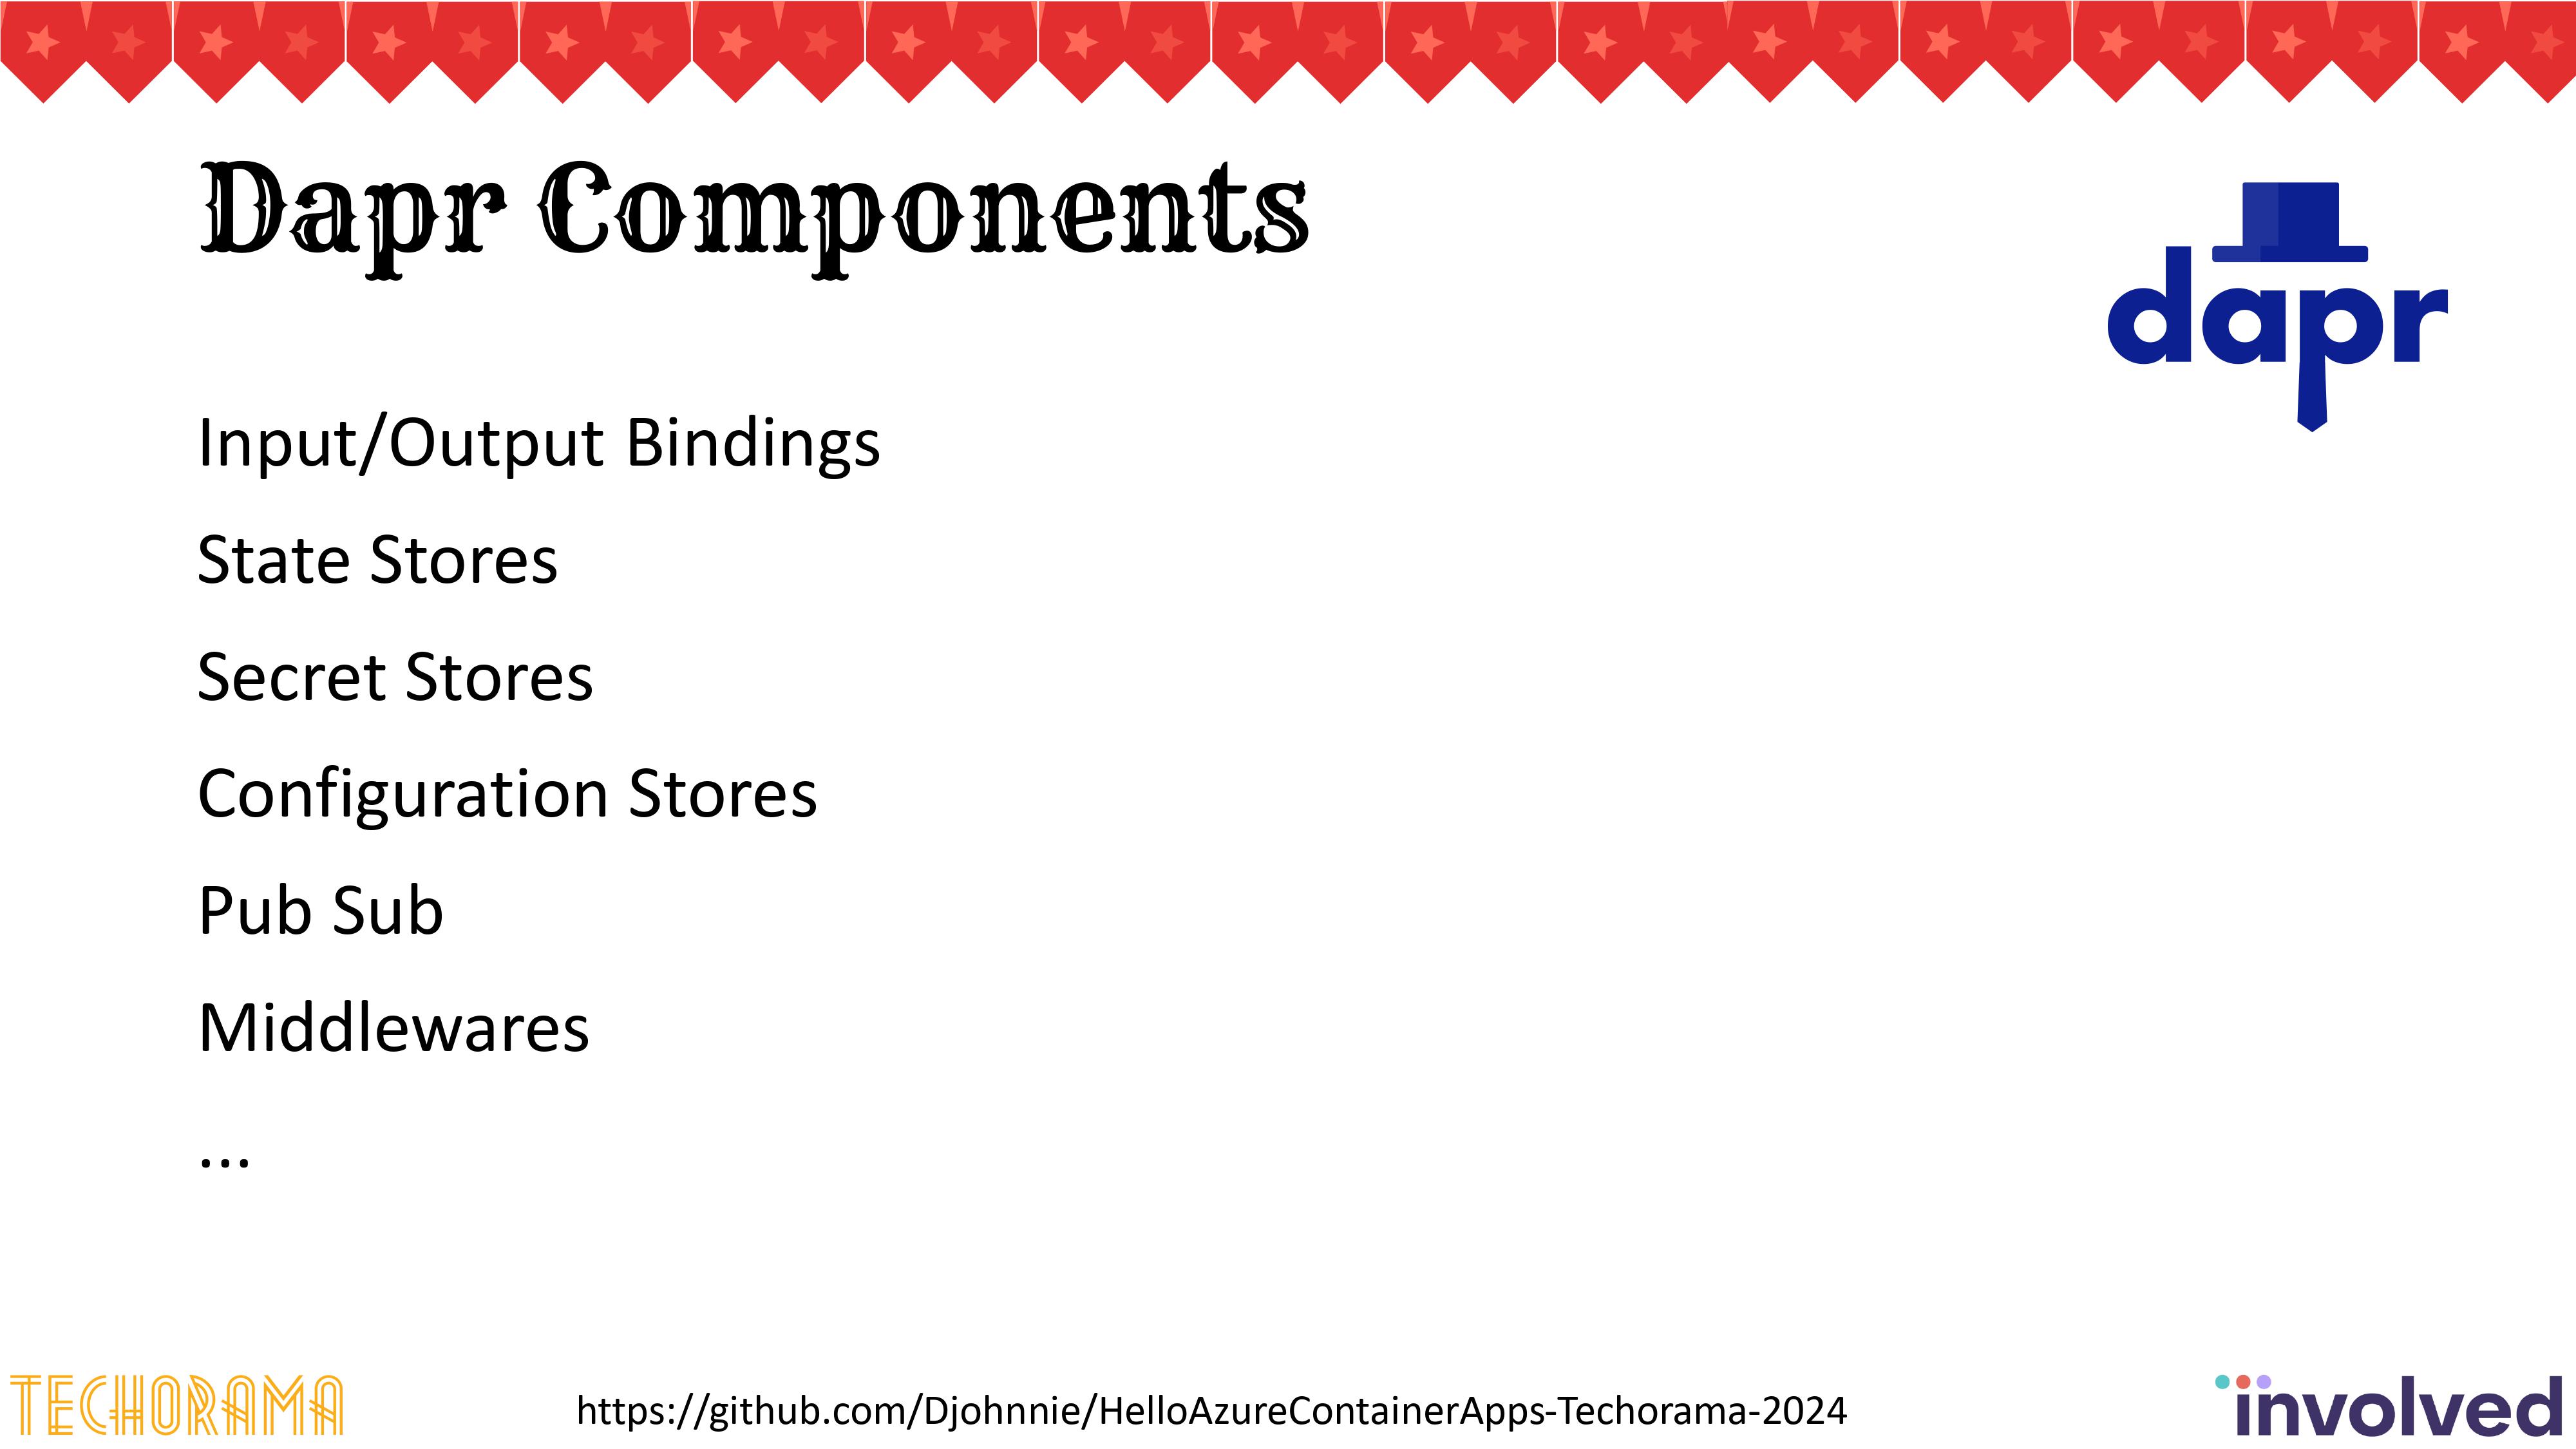 Dapr Components
dapr
Input/Output Bindings
State Stores
Secret Stores
Configuration Stores
Pub Sub
Middlewares
...
TECHORAMA
https://github.com/Djohnnie/HelloAzureContainerApps-Techorama-2024
involved